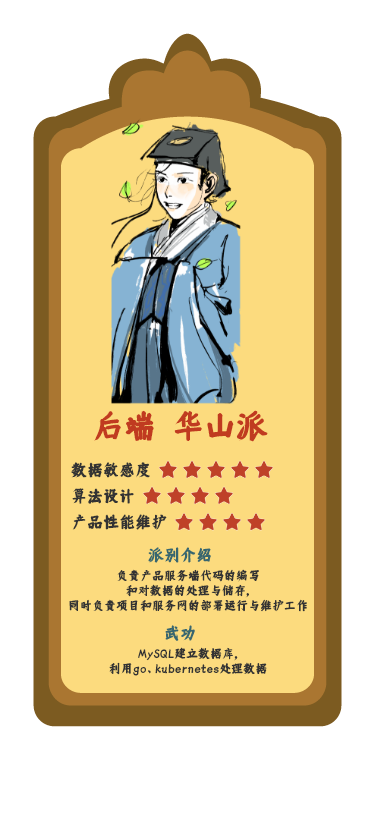 后端 华山派
数据敏感度 ★★★★★
算法设计 ★★★★
产品性能维护 ★★★★
派别介绍
负责产品服务端代码的编写
和对数据的处理与储存，
同时负责项目和服务网的部署运行与维护工作
武功
MySQL建立数据库，
利用go、kubernetes处理数据